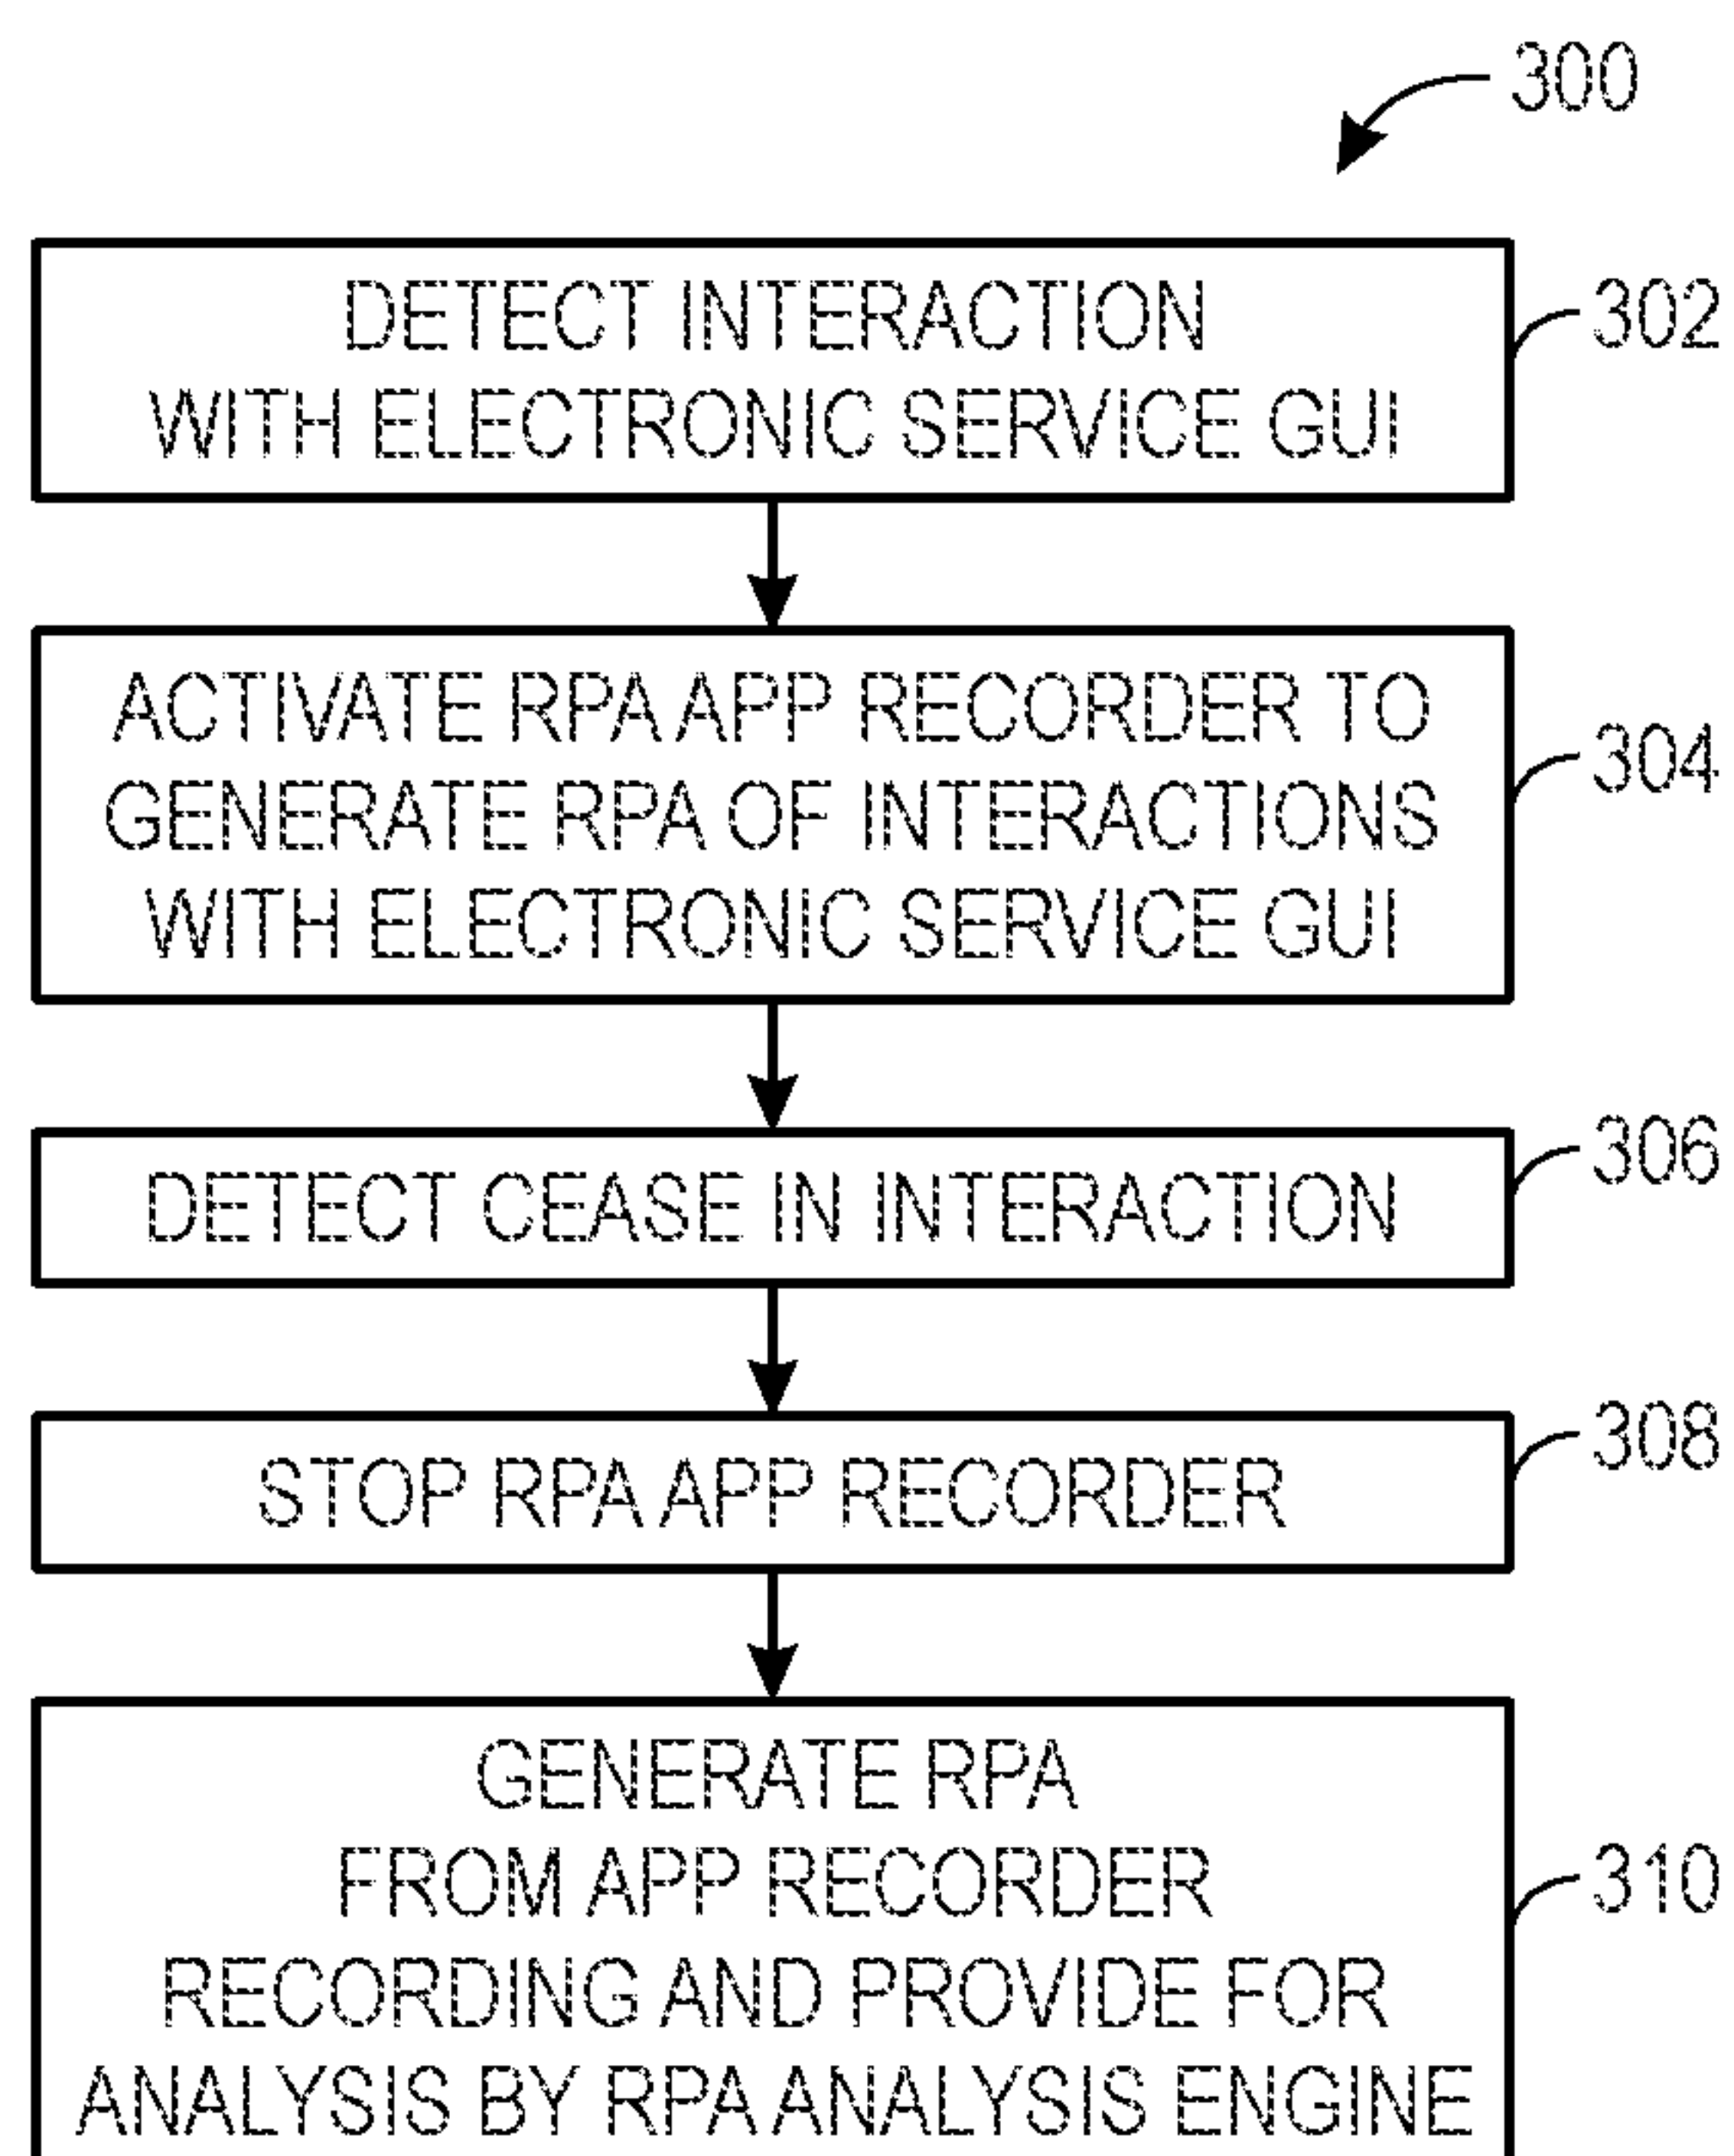 300
DETECT INTERACTION
WITH ELECTRONIC SERVICE GUI
302
ACTIVATE RPA APP RECORDER TO
GENERATE RPA OF INTERACTIONS
WITH ELECTRONIC SERVICE GUI
304
DETECT CEASE IN INTERACTION
306
STOP RPA APP RECORDER
308
GENERATE RPA
FROM APP RECORDER
RECORDING AND PROVIDE FOR
ANALYSIS BY RPA ANALYSIS ENGINE
310